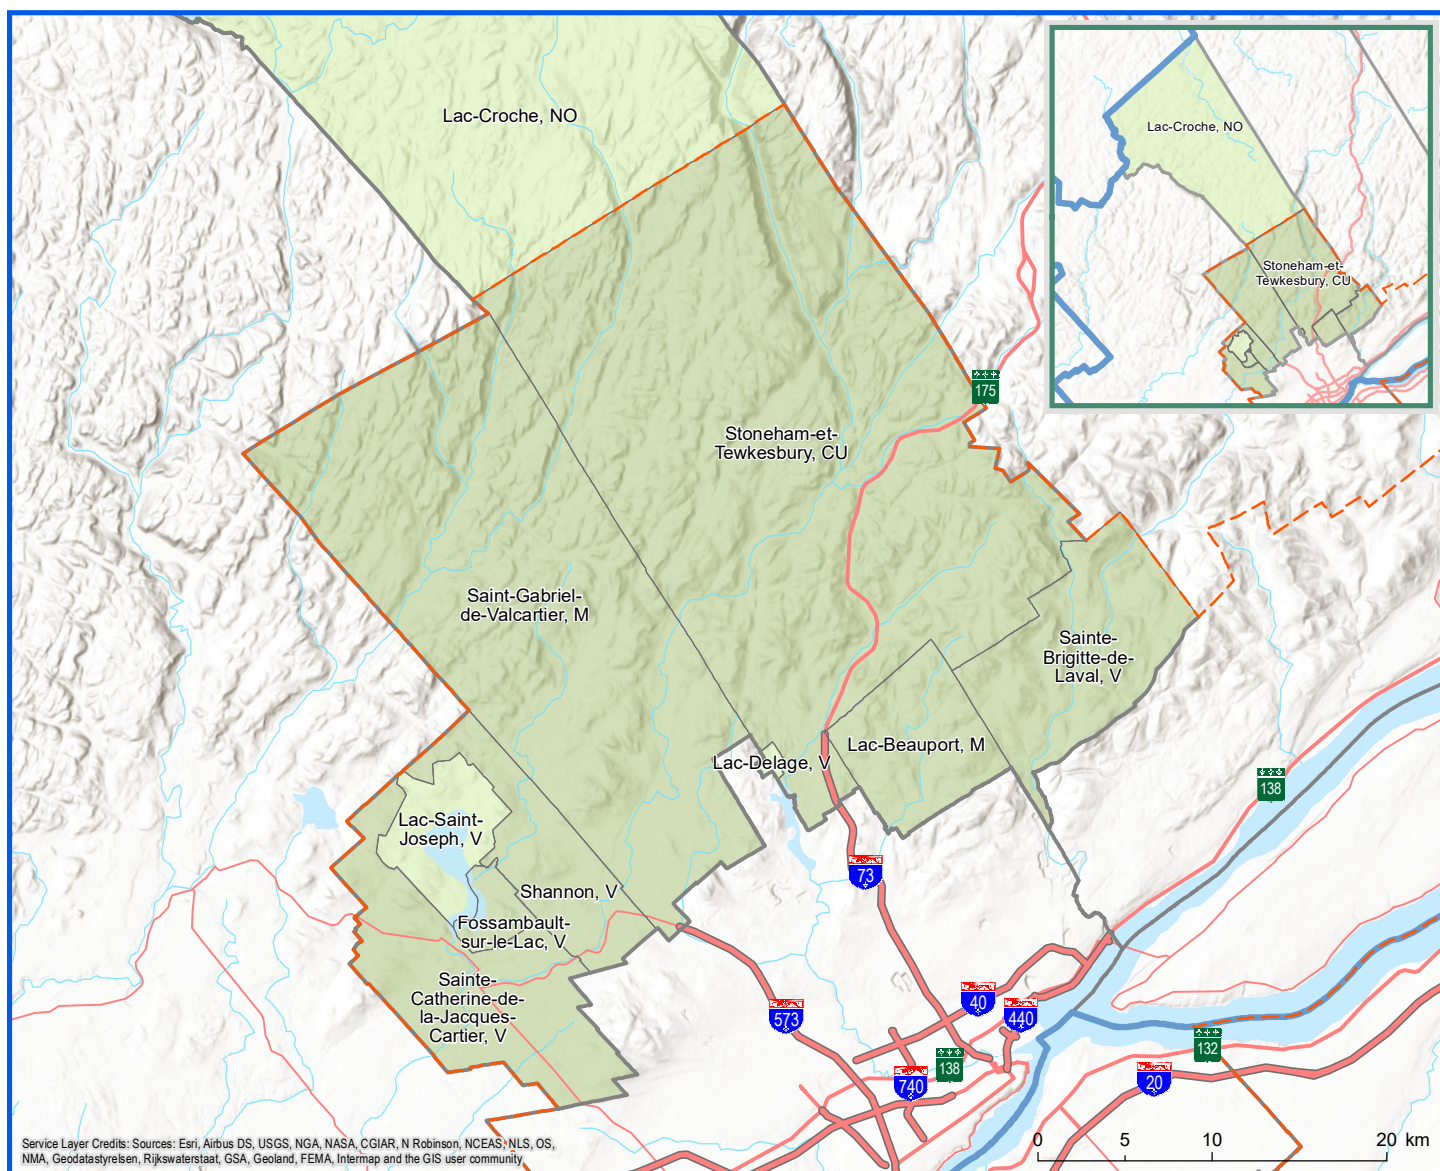 Lac-Croche, NO
Lac-Croche, NO
Stoneham-et-
Tewkesbury, CU
175
Stoneham-et-
Tewkesbury, CU
Saint-Gabriel-
de-Valcartier, M
Sainte-
Brigitte-de-
Laval, V
Lac-Beauport, M
Lac-Delage, V
138
Lac-Saint-
Joseph, V
73
Shannon, V
Fossambault-
sur-le-Lac, V
Sainte-
Catherine-de-
la-Jacques-
Cartier, V
573
40
440
132
138
740
20
0 5 10 20 km
Service Layer Credits: Sources: Esri, Airbus DS, USGS, NGA, NASA, CGIAR, N Robinson, NCEAS, NLS, OS,
NMA, Geodatastyrelsen, Rijkswaterstaat, GSA, Geoland, FEMA, Intermap and the GIS user community